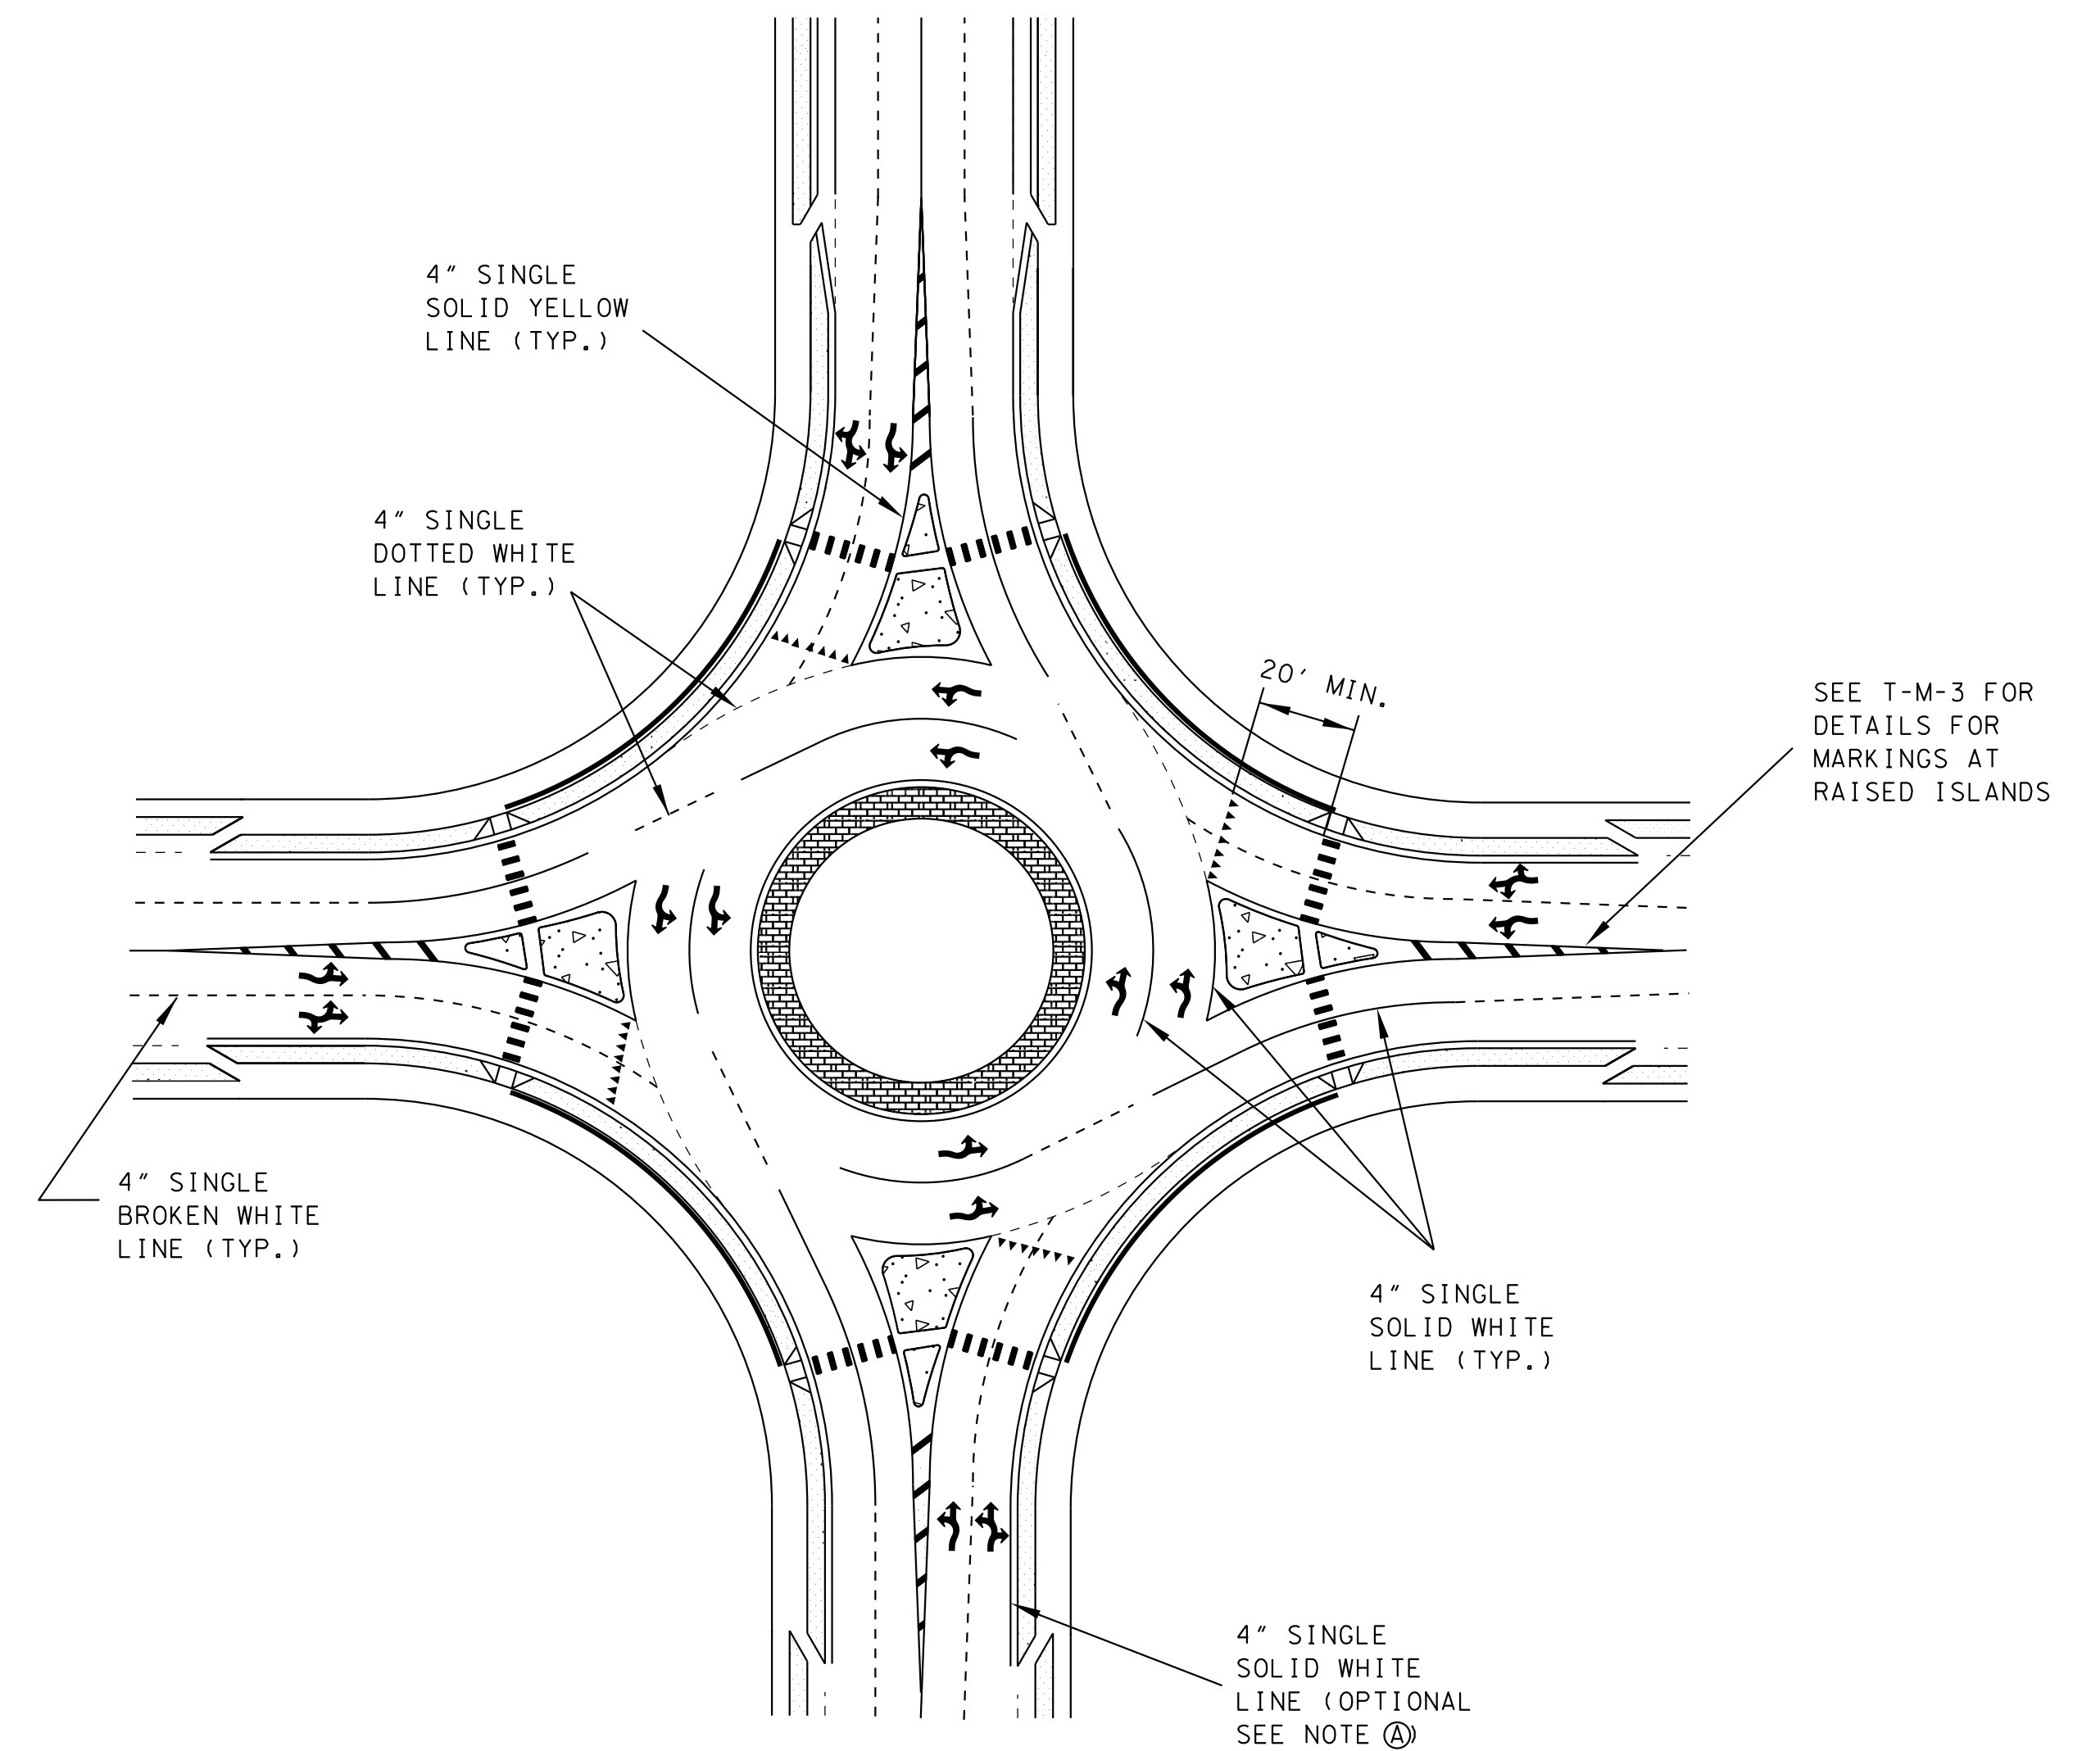 4″ SINGLE
SOLID YELLOW
LINE (TYP.)
4″ SINGLE
DOTTED WHITE
LINE (TYP.)
20′ MIN.
SEE T-M-3 FOR
DETAILS FOR
MARKINGS AT
RAISED ISLANDS
4″ SINGLE
BROKEN WHITE
LINE (TYP.)
4″ SINGLE
SOLID WHITE
LINE (TYP.)
4″ SINGLE
SOLID WHITE
LINE (OPTIONAL
SEE NOTE Ⓐ)